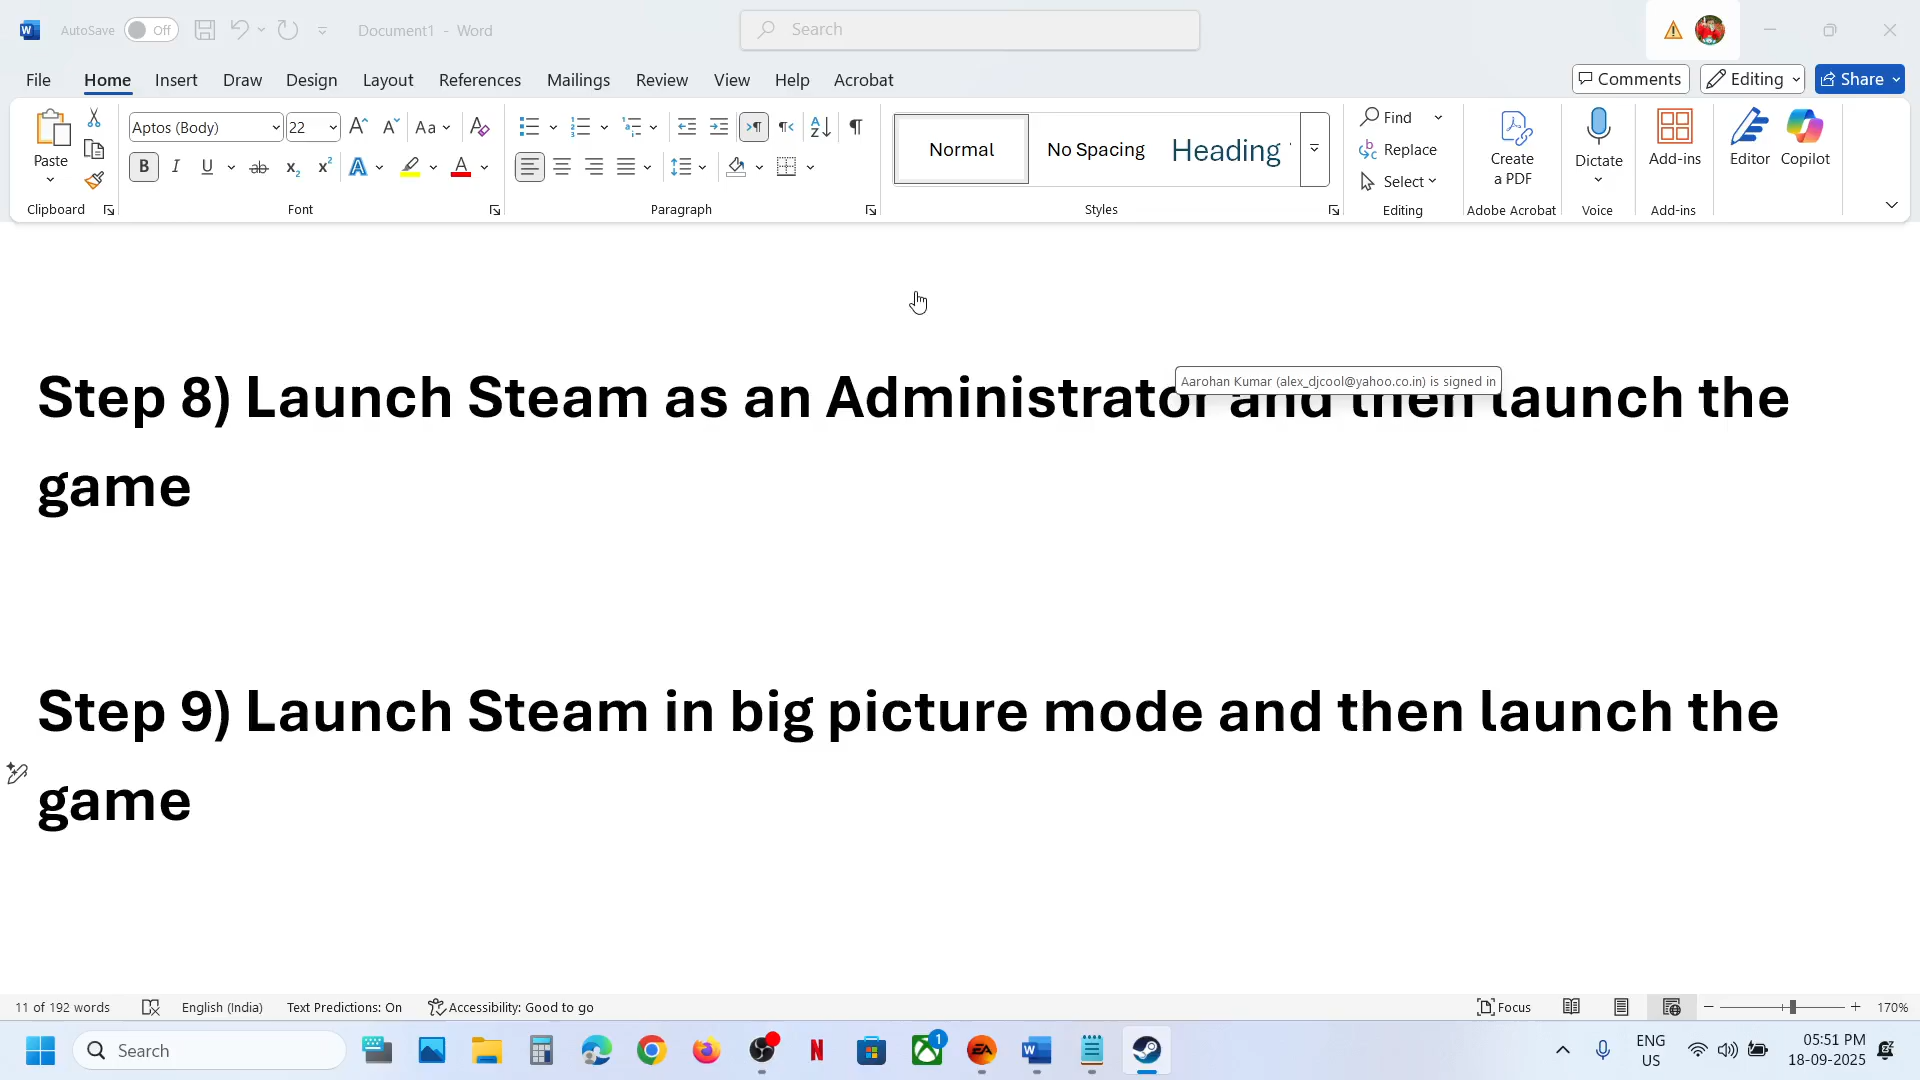 AutoSave Off Document1 - Word Search
File Home Insert Draw Design Layout References Mailings Review View Help Acrobat Comments Editing Share
Paste Aptos (Body) 22 Aa Normal No Spacing Heading Find Replace Select Create a PDF Dictate Add-ins Editor Copilot
Clipboard Font Paragraph Styles Editing Adobe Acrobat Voice Add-ins
Aarohan Kumar (alex_djcool@yahoo.co.in) is signed in
Step 8) Launch Steam as an Administrator and then launch the
game
Step 9) Launch Steam in big picture mode and then launch the
game
11 of 192 words English (India) Text Predictions: On Accessibility: Good to go Focus 170%
Search 1 ENG US 05:51 PM 18-09-2025